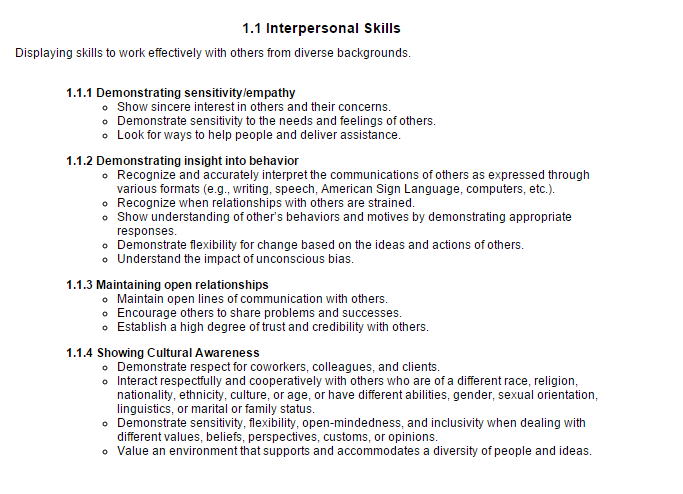 1.1 Interpersonal Skills
Displaying skills to work effectively with others from diverse backgrounds.
1.1.1 Demonstrating sensitivity/empathy
o Show sincere interest in others and their concerns.
o Demonstrate sensitivity to the needs and feelings of others.
o Look for ways to help people and deliver assistance.
1.1.2 Demonstrating insight into behavior
o Recognize and accurately interpret the communications of others as expressed through
various formats (e.g., writing, speech, American Sign Language, computers, etc.).
o Recognize when relationships with others are strained.
o Show understanding of other's behaviors and motives by demonstrating appropriate
responses.
o Demonstrate flexibility for change based on the ideas and actions of others.
o Understand the impact of unconscious bias.
1.1.3 Maintaining open relationships
o Maintain open lines of communication with others.
o Encourage others to share problems and successes.
o Establish a high degree of trust and credibility with others.
1.1.4 Showing Cultural Awareness
o Demonstrate respect for coworkers, colleagues, and clients.
o Interact respectfully and cooperatively with others who are of a different race, religion,
nationality, ethnicity, culture, or age, or have different abilities, gender, sexual orientation,
linguistics, or marital or family status.
o Demonstrate sensitivity, flexibility, open-mindedness, and inclusivity when dealing with
different values, beliefs, perspectives, customs, or opinions.
o Value an environment that supports and accommodates a diversity of people and ideas.